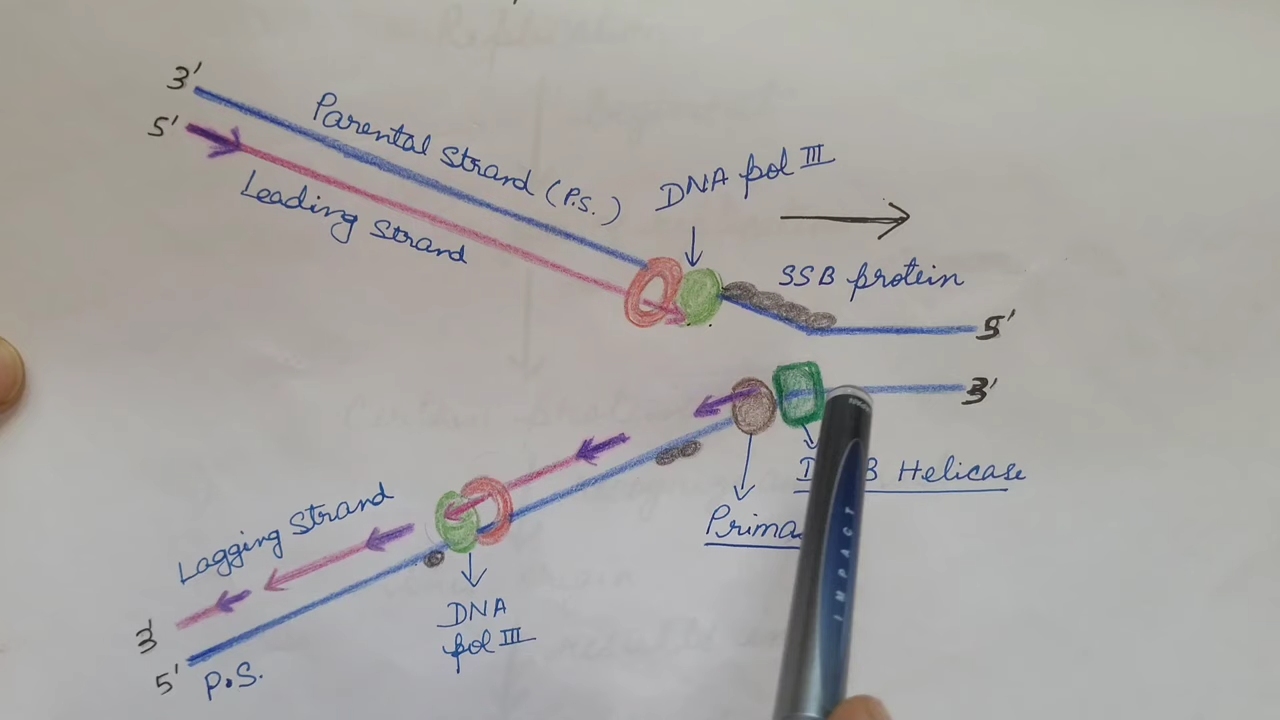 3'
5'
Parental Strand (P.S.)
Leading Strand
DNA pol III
SSB protein
5'
3'
Helicase
Lagging Strand
3'
5'
P.S.
DNA
pol III
IMPACT